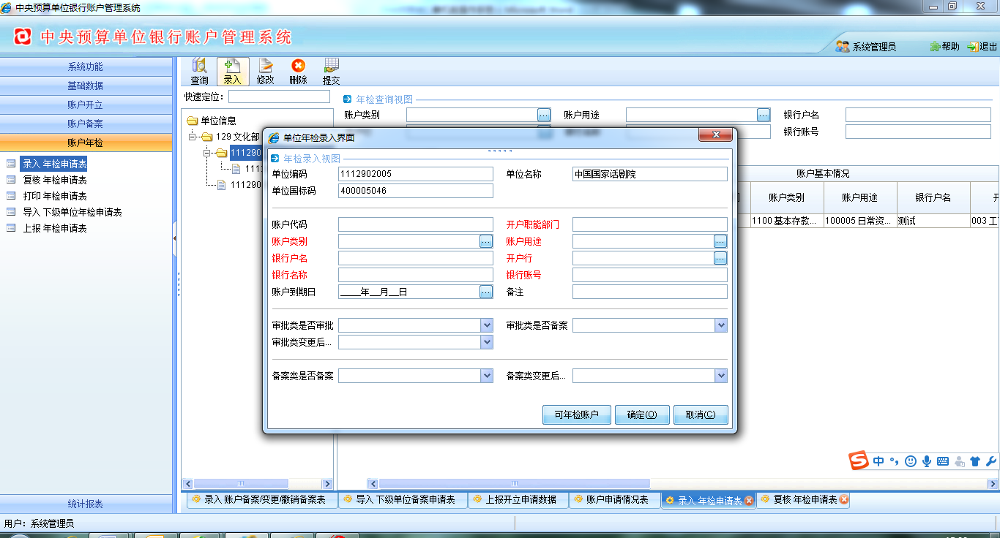 中央预算单位银行账户管理系统
中央预算单位银行账户管理系统
系统管理员 帮助 退出
系统功能
基础数据
账户开立
账户备案
账户年检
录入 年检申请表
复核 年检申请表
打印 年检申请表
导入 下级单位年检申请表
上报 年检申请表
统计报表
查询 录入 修改 删除 提交
快速定位：
单位信息
129 文化部
111290
1112
111290
年检查询视图
账户类别 账户用途 银行户名
银行账号
账户基本情况
账户类别 账户用途 银行户名
1100 基本存款... 100005 日常资... 测试 003 工
单位年检录入界面
年检录入视图
单位编码 1112902005 单位名称 中国国家话剧院
单位国标码 400005046
账户代码 开户职能部门
账户类别 账户用途
银行户名 开户行
银行名称 银行账号
账户到期日 ____年__月__日 备注
审批类是否审批 审批类是否备案
审批类变更后...
备案类是否备案 备案类变更后...
可年检账户 确定(O) 取消(C)
中
录入 账户备案/变更/撤销备案表 导入 下级单位备案申请表 上报开立申请数据 账户申请情况表 录入 年检申请表 复核 年检申请表
用户：系统管理员